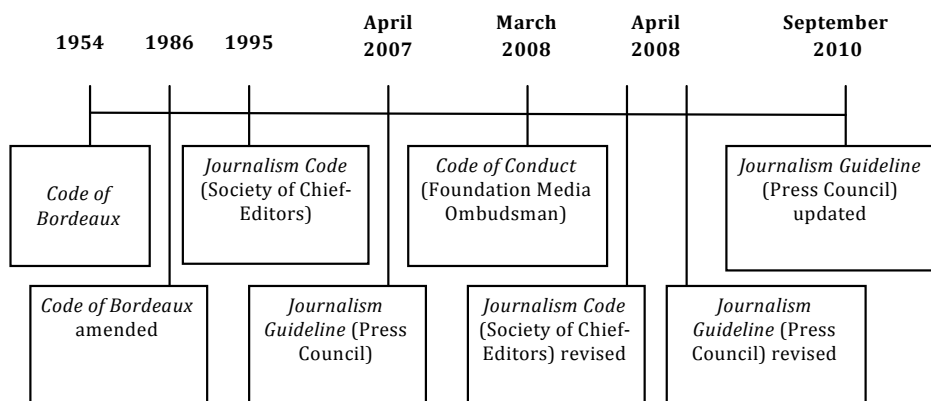 1954
1986
1995
April
2007
March
2008
April
2008
September
2010
Code of
Bordeaux
Journalism Code
(Society of Chief-
Editors)
Code of Conduct
(Foundation Media
Ombudsman)
Journalism Guideline
(Press Council)
updated
Code of Bordeaux
amended
Journalism
Guideline (Press
Council)
Journalism Code
(Society of Chief-
Editors) revised
Journalism
Guideline (Press
Council) revised